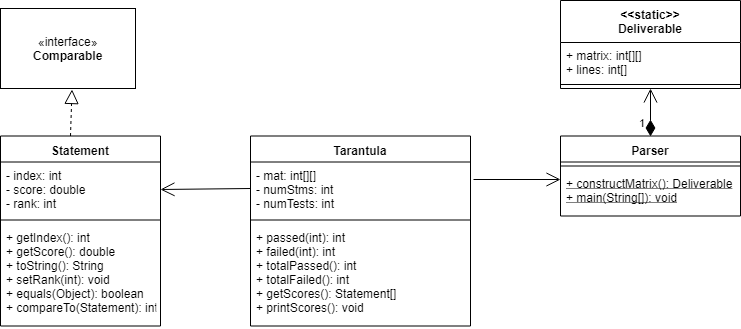 «interface»
Comparable
<<static>>
Deliverable
+ matrix: int[][]
+ lines: int[]
1
Statement
- index: int
- score: double
- rank: int
+ getIndex(): int
+ getScore(): double
+ toString(): String
+ setRank(int): void
+ equals(Object): boolean
+ compareTo(Statement): int
Tarantula
- mat: int[][]
- numStms: int
- numTests: int
+ passed(int): int
+ failed(int): int
+ totalPassed(): int
+ totalFailed(): int
+ getScores(): Statement[]
+ printScores(): void
Parser
+ constructMatrix(): Deliverable
+ main(String[]): void